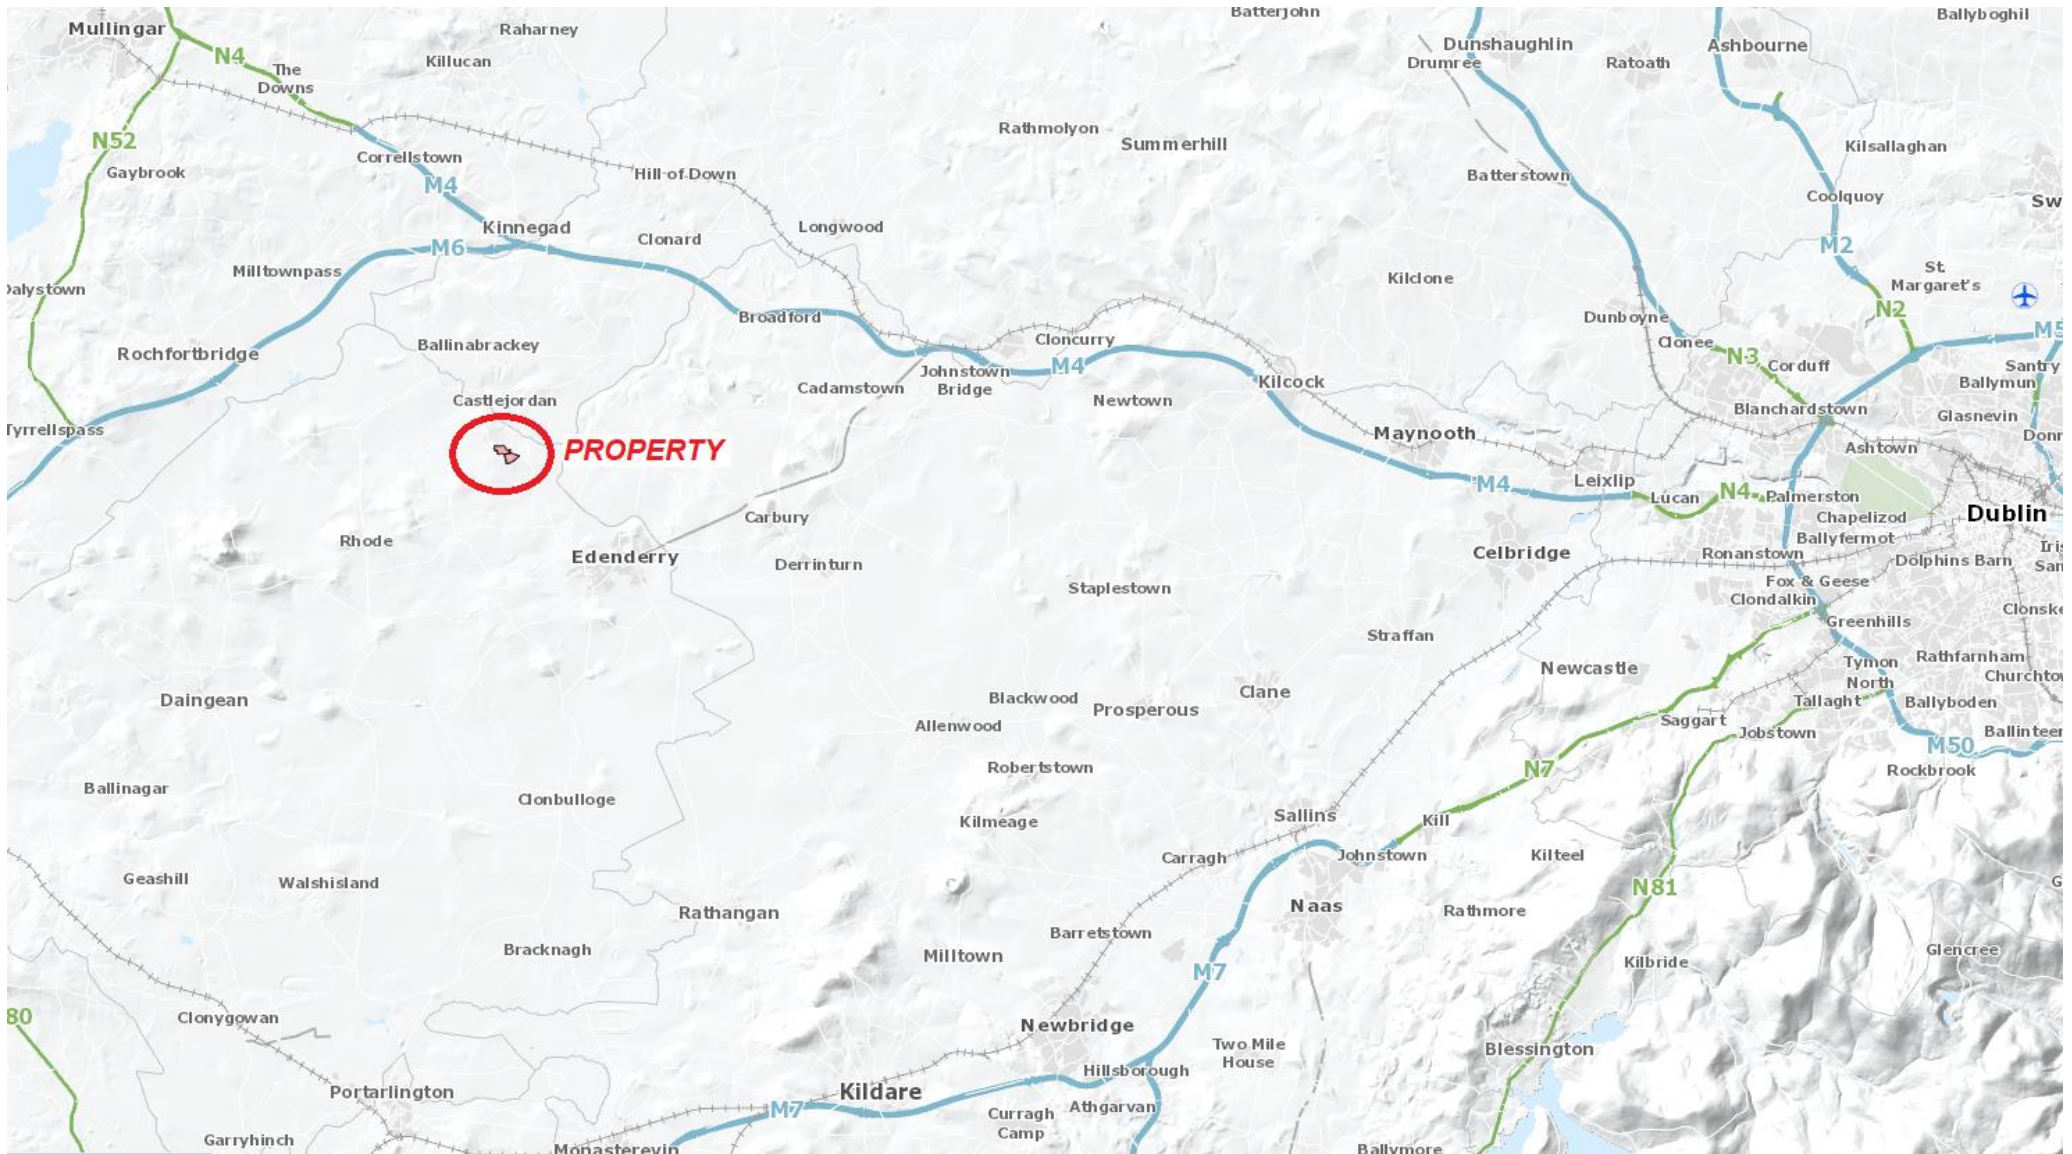 Batterjohn
Ballyboghil
Mullingar
Raharney
Dunshaughlin
Ashbourne
N4
Killucan
Drumree
Ratoath
The
Downs
N52
Rathmolyon
Summerhill
Kilsallaghan
Correllstown
Gaybrook
M4
Hill of Down
Batterstown
Coolquoy
Sw
Kinnegad
Longwood
M6
Clonard
M2
Milltownpass
Kilclone
St.
Margaret's
Dalystown
Broadford
Dunboyne
N2
M5
Ballinabrackey
Cloncurry
Clonee
Rochfortbridge
N3
Corduff
Santry
M4
Johnstown
Bridge
Cadamstown
Kilcock
Ballymun
Castlejordan
Newtown
Blanchardstown
Glasnevin
Tyrrellspass
Maynooth
Donn
PROPERTY
Ashtown
M4
Leixlip
Lucan
N4
Palmerston
Carbury
Chapelizod
Dublin
Rhode
Ballyfermot
Edenderry
Celbridge
Ronanstown
Dolphins Barn
Iris
San
Derrinturn
Staplestown
Fox & Geese
Clondalkin
Clonske
Greenhills
Straffan
Newcastle
Tymon
North
Rathfarnham
Churchtow
Daingean
Blackwood
Clane
Tallaght
Ballyboden
Prosperous
Allenwood
Saggart
Jobstown
Ballinteer
M50
Robertstown
N7
Rockbrook
Ballinagar
Clonbulloge
Kilmeage
Sallins
Kill
Carragh
Johnstown
Kilteel
Geashill
Walshisland
N81
G
Rathangan
Naas
Rathmore
Barretstown
Bracknagh
Milltown
Glencree
Kilbride
M7
80
Clonygowan
Newbridge
Two Mile
House
Blessington
Hillsborough
Portarlington
Kildare
M7
Curragh
Camp
Athgarvan
Garryhinch
Monasterevin
Ballymore